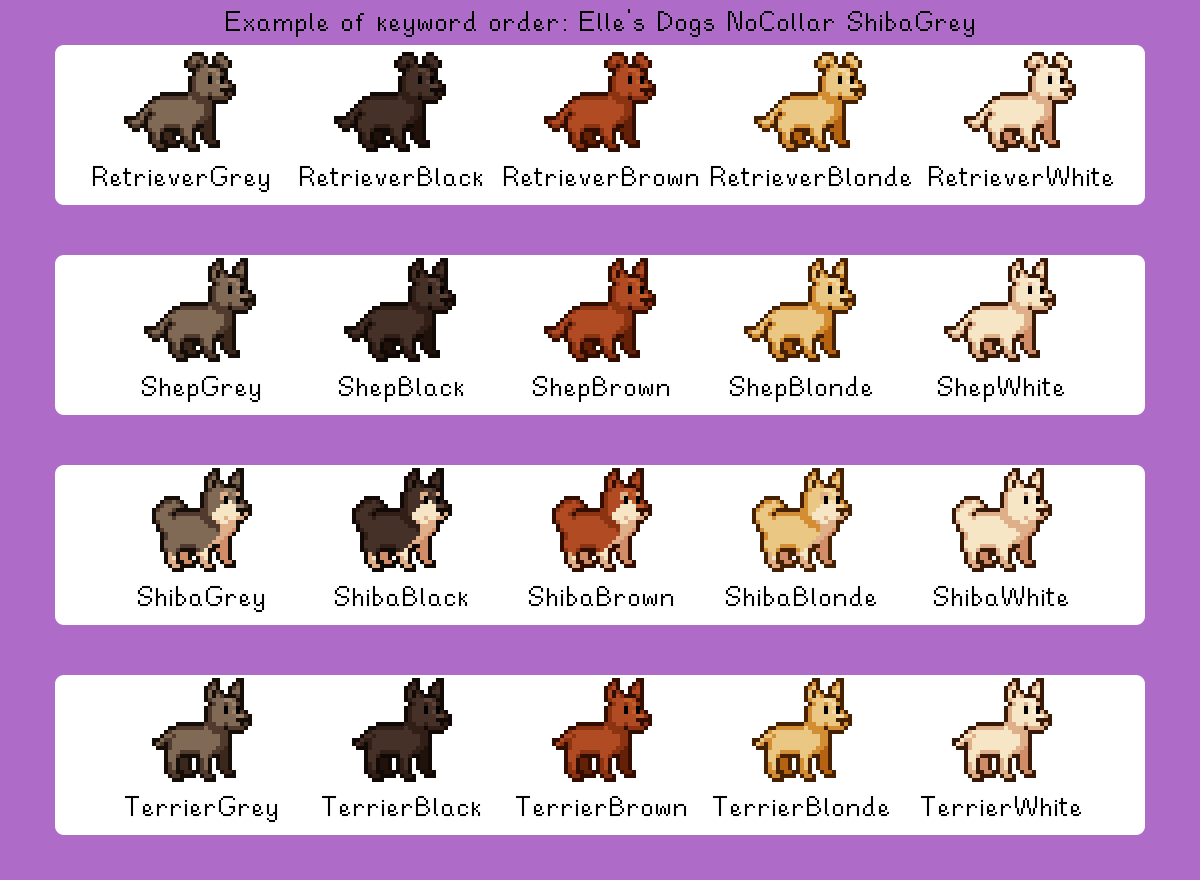 Example of keyword order: Elle's Dogs NoCollar ShibaGrey
RetrieverGrey RetrieverBlack RetrieverBrown RetrieverBlonde RetrieverWhite
ShepGrey ShepBlack ShepBrown ShepBlonde ShepWhite
ShibaGrey ShibaBlack ShibaBrown ShibaBlonde ShibaWhite
TerrierGrey TerrierBlack TerrierBrown TerrierBlonde TerrierWhite